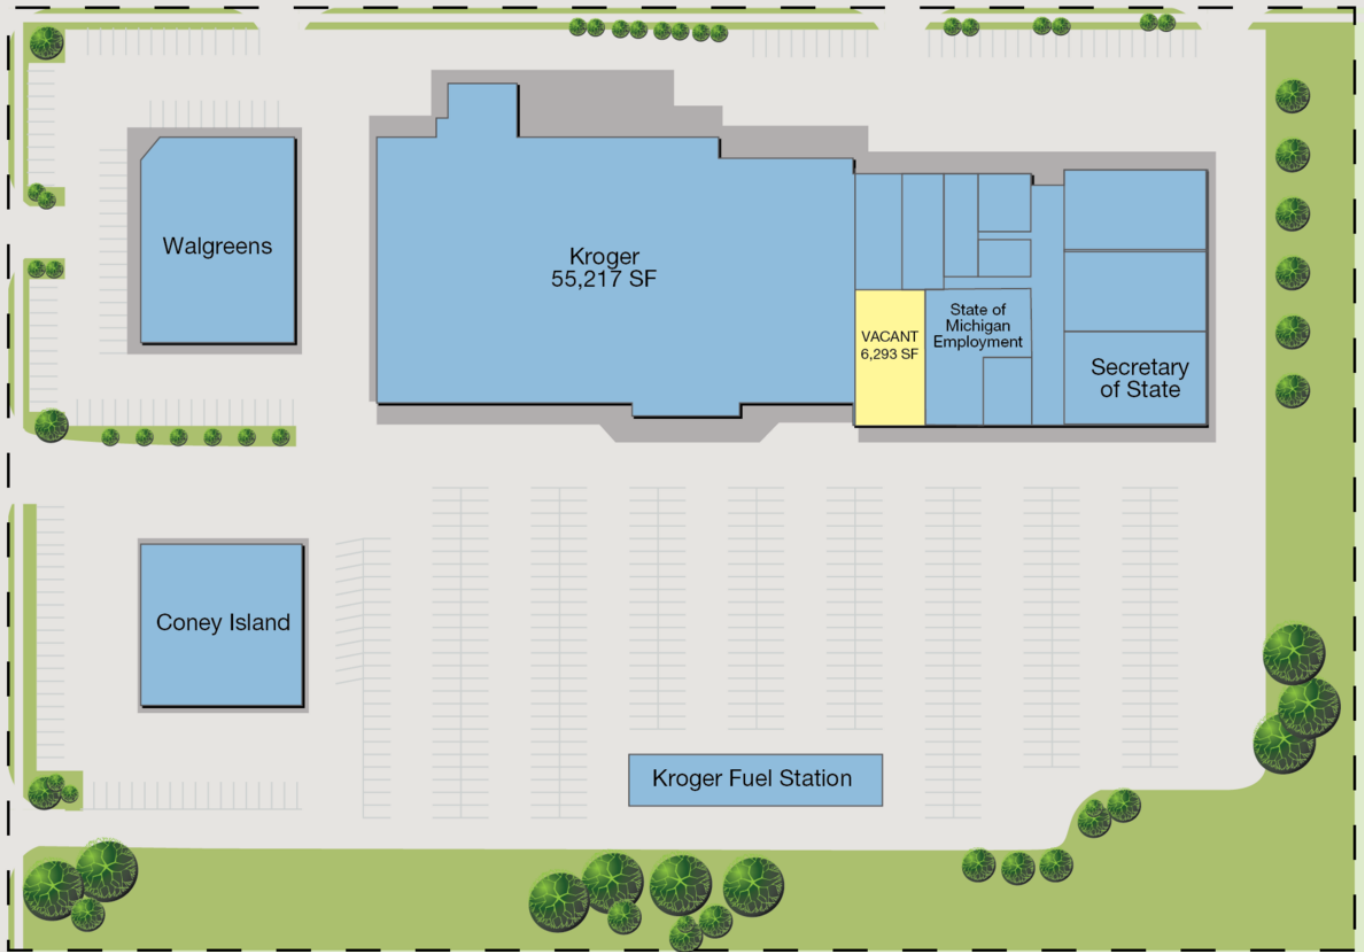 Walgreens
Kroger
55,217 SF
VACANT
6,293 SF
State of
Michigan
Employment
Secretary
of State
Coney Island
Kroger Fuel Station